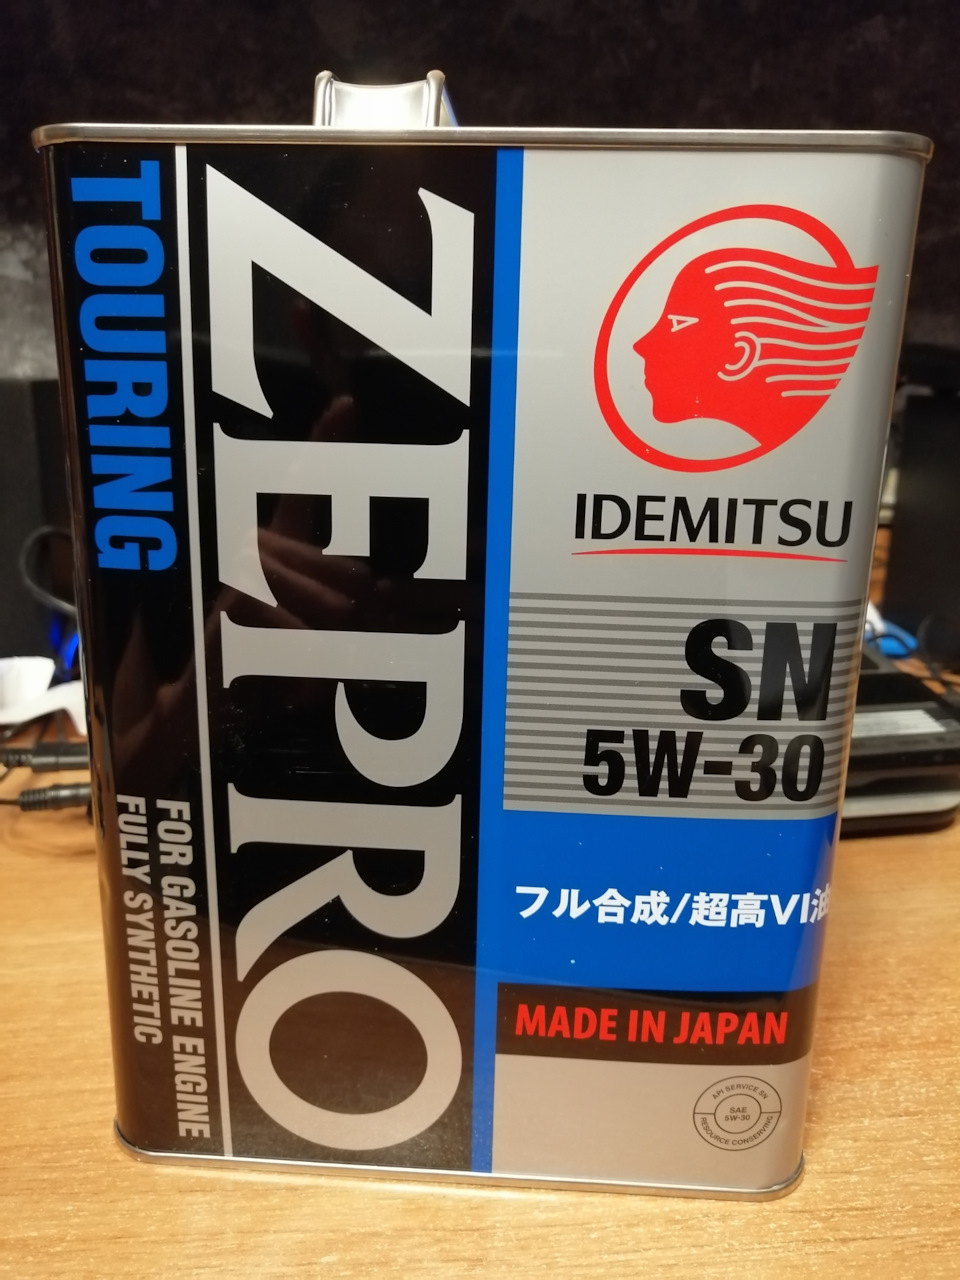 TOURING
ZEPRO
FOR GASOLINE ENGINE
FULLY SYNTHETIC
IDEMITSU
SN
5W-30
フル合成/超高VI油
MADE IN JAPAN
API SERVICE SN
SAE
5W-30
RESOURCE CONSERVING